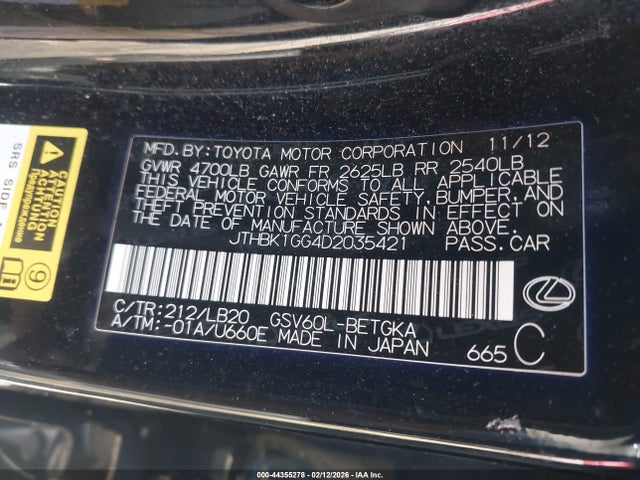 MFD.BY:TOYOTA MOTOR CORPORATION 11/12
GVWR 4700LB GAWR FR 2625LB RR 2540LB
THIS VEHICLE CONFORMS TO ALL APPLICABLE
FEDERAL MOTOR VEHICLE SAFETY,BUMPER,AND
THEFT PREVENTION STANDARDS IN EFFECT ON
THE DATE OF MANUFACTURE SHOWN ABOVE.
JTHBK1GG4D2035421 PASS.CAR
C/TR:212/LB20 GSV60L-BETGKA
A/TM:-01A/U660E MADE IN JAPAN 665 C
SRS SIDE
CAUTION
ACHTUNG
9
000-44355278 - 02/12/2026 - IAA, Inc.